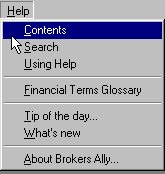 Help
Contents
Search
Using Help
Financial Terms Glossary
Tip of the day...
What's new
About Brokers Ally...